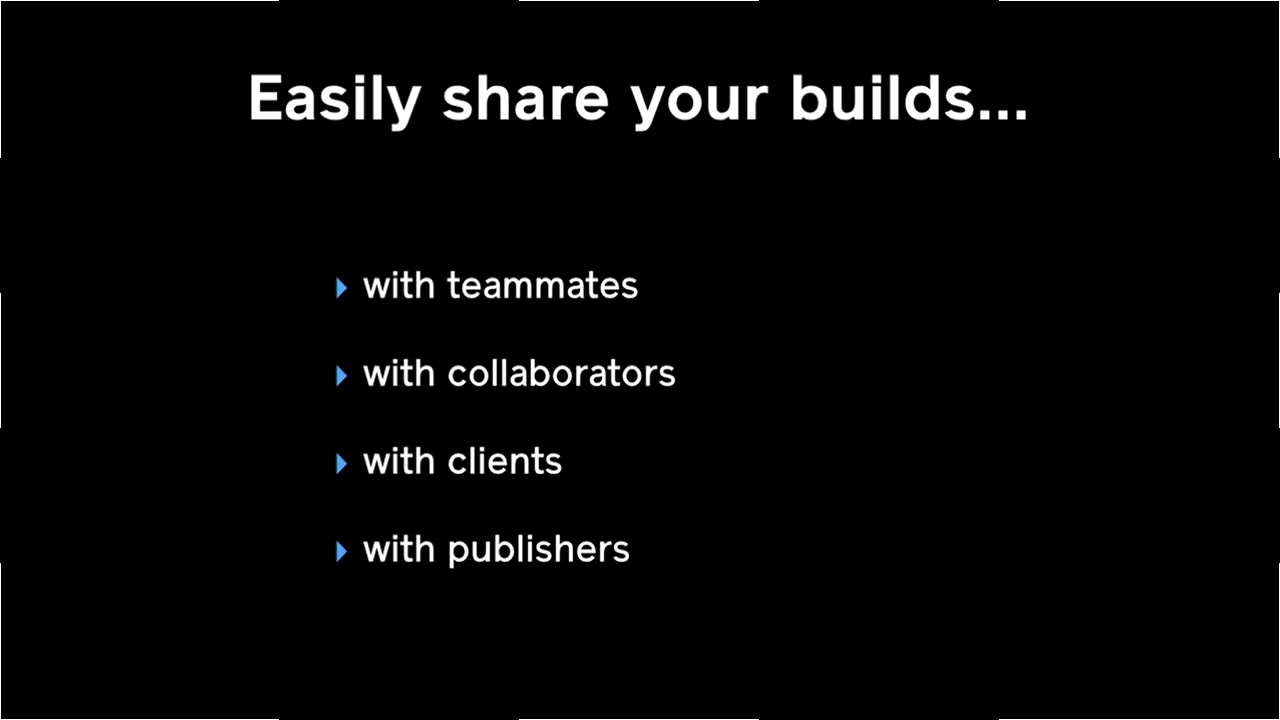 Easily share your builds...
with teammates
with collaborators
with clients
with publishers